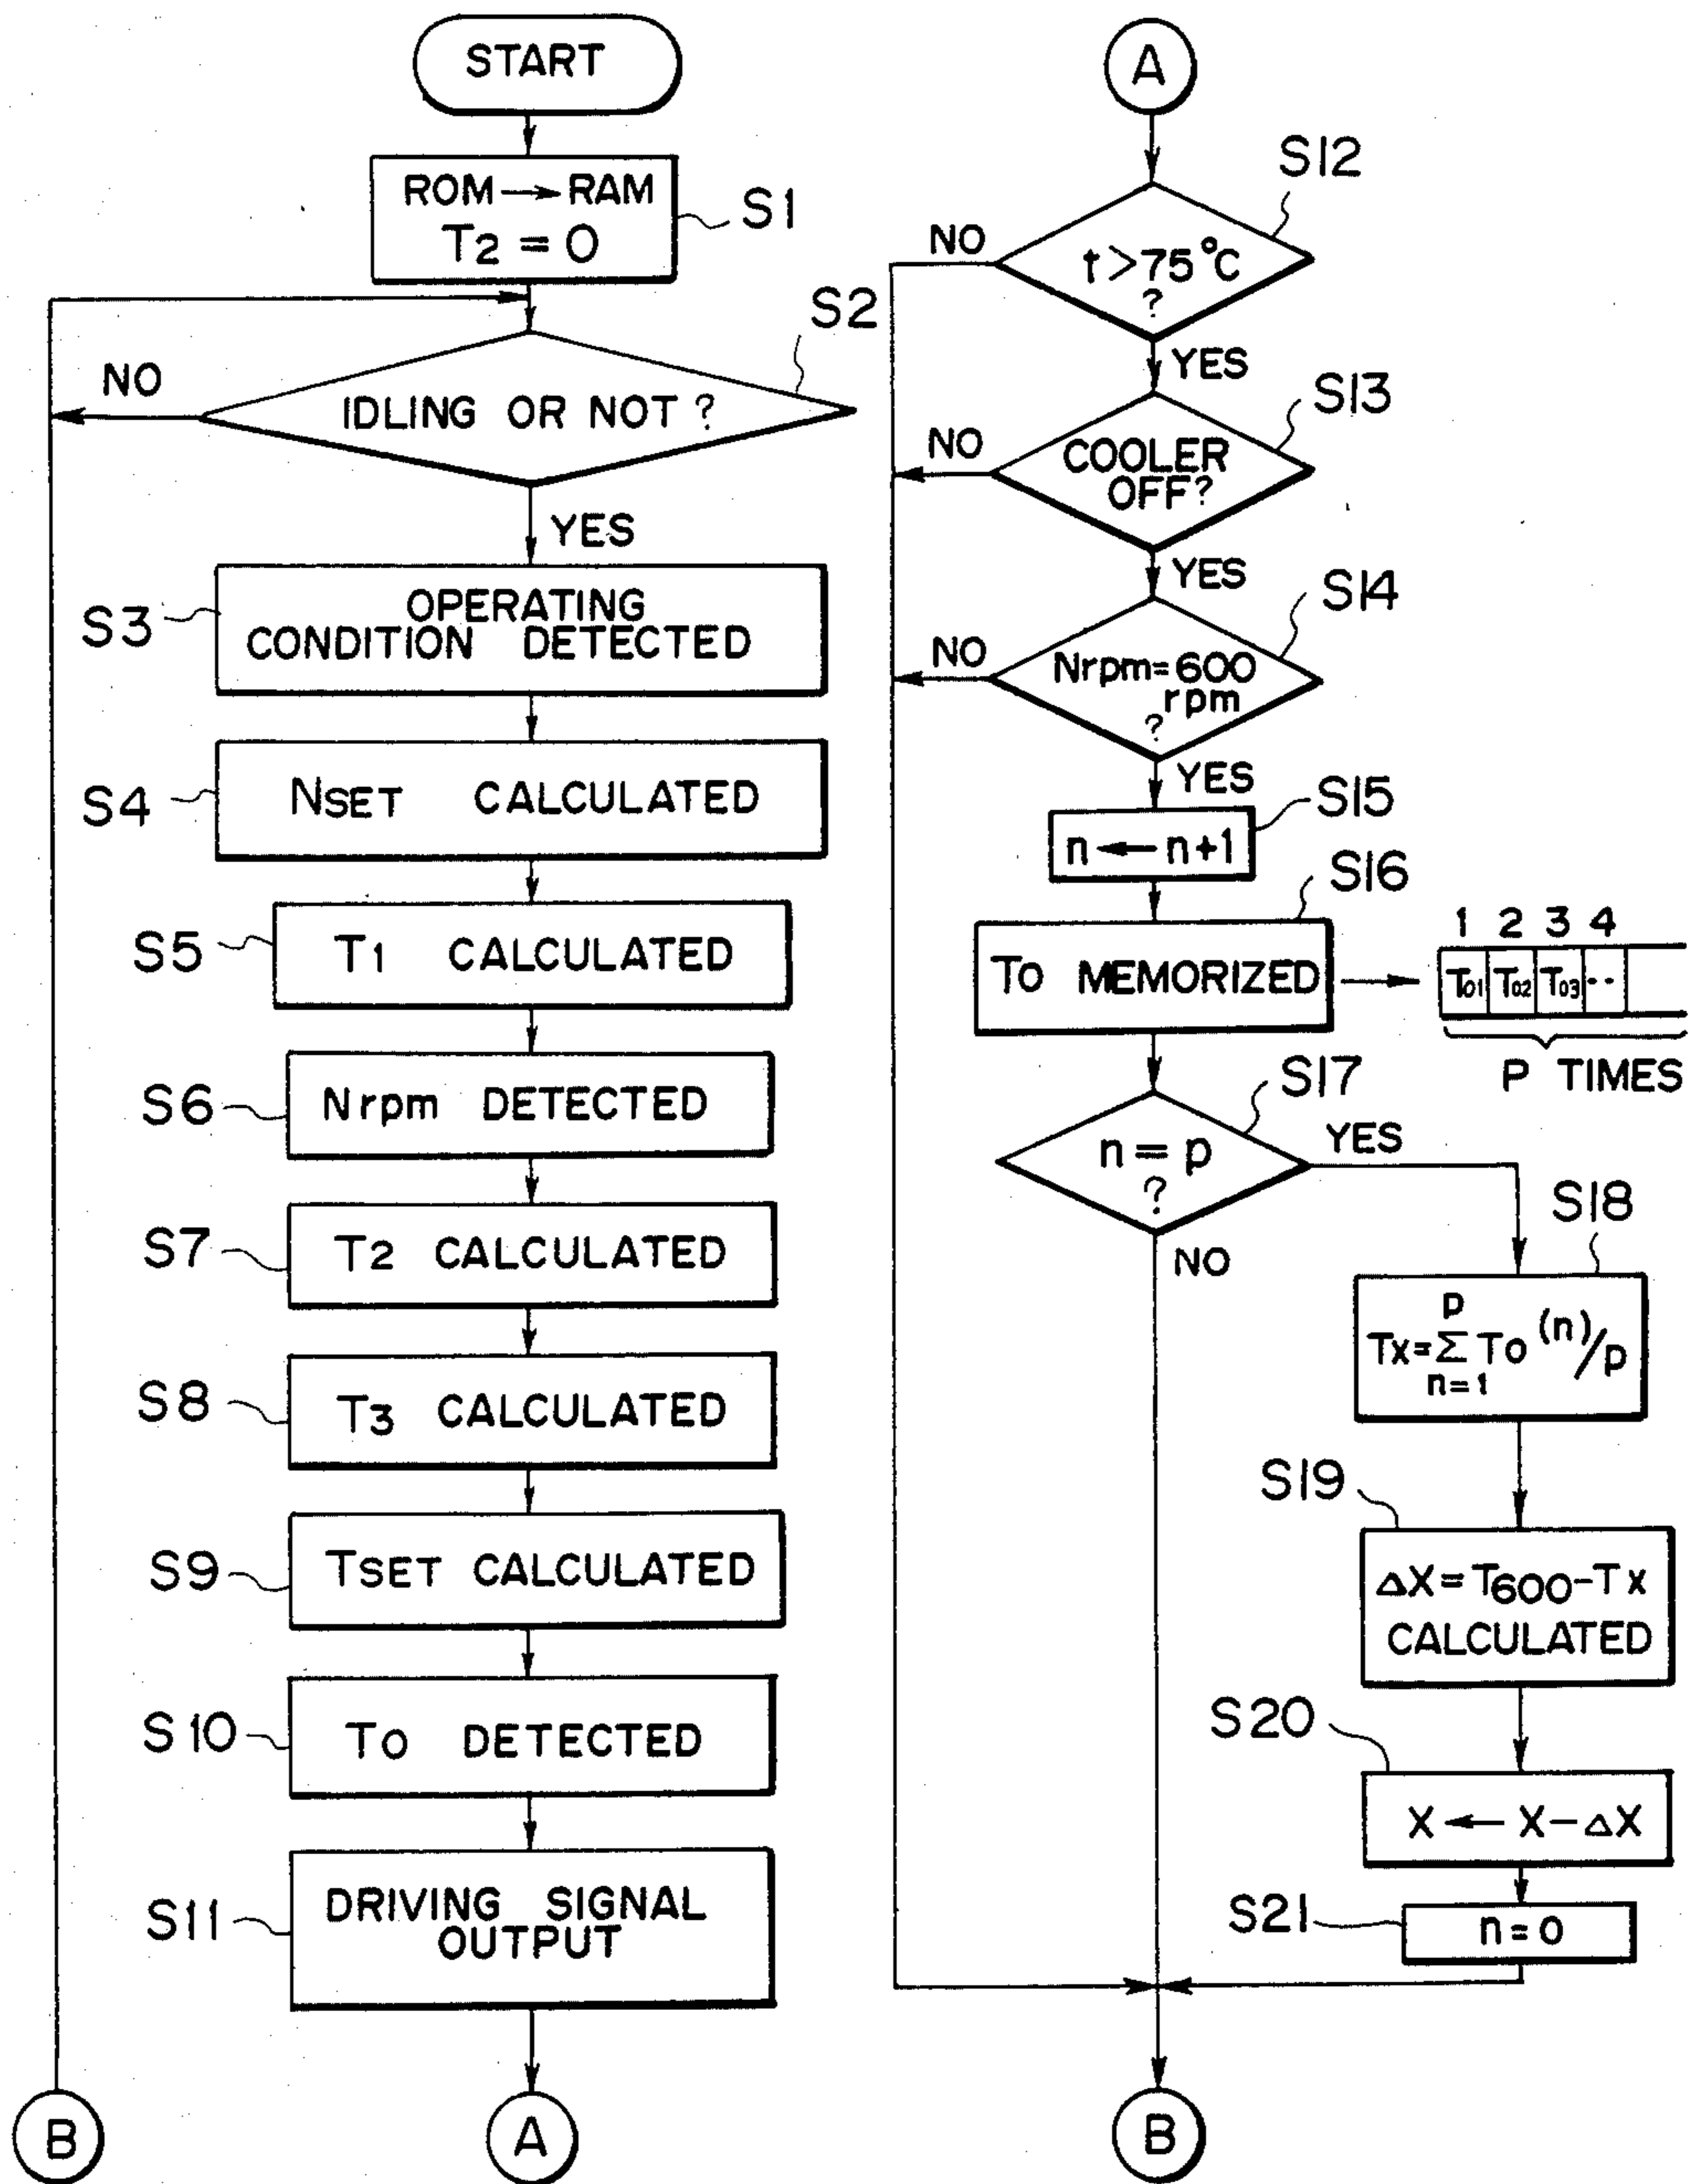 START
ROM → RAM
T2 = 0
S1
S2
NO
IDLING OR NOT ?
YES
S3
OPERATING
CONDITION DETECTED
S4
NSET CALCULATED
S5
T1 CALCULATED
S6
Nrpm DETECTED
S7
T2 CALCULATED
S8
T3 CALCULATED
S9
TSET CALCULATED
S10
To DETECTED
S11
DRIVING SIGNAL
OUTPUT
B
A
A
S12
NO
t > 75°C
?
YES
S13
NO
COOLER
OFF?
YES
S14
NO
Nrpm = 600
rpm
?
YES
S15
n ← n+1
S16
To MEMORIZED
1 2 3 4
To1 To2 To3 --
P TIMES
S17
n = p
?
YES
NO
S18
p
Tx = Σ To (n)/p
n=1
S19
ΔX = T600 - Tx
CALCULATED
S20
X ← X - ΔX
S21
n = 0
B